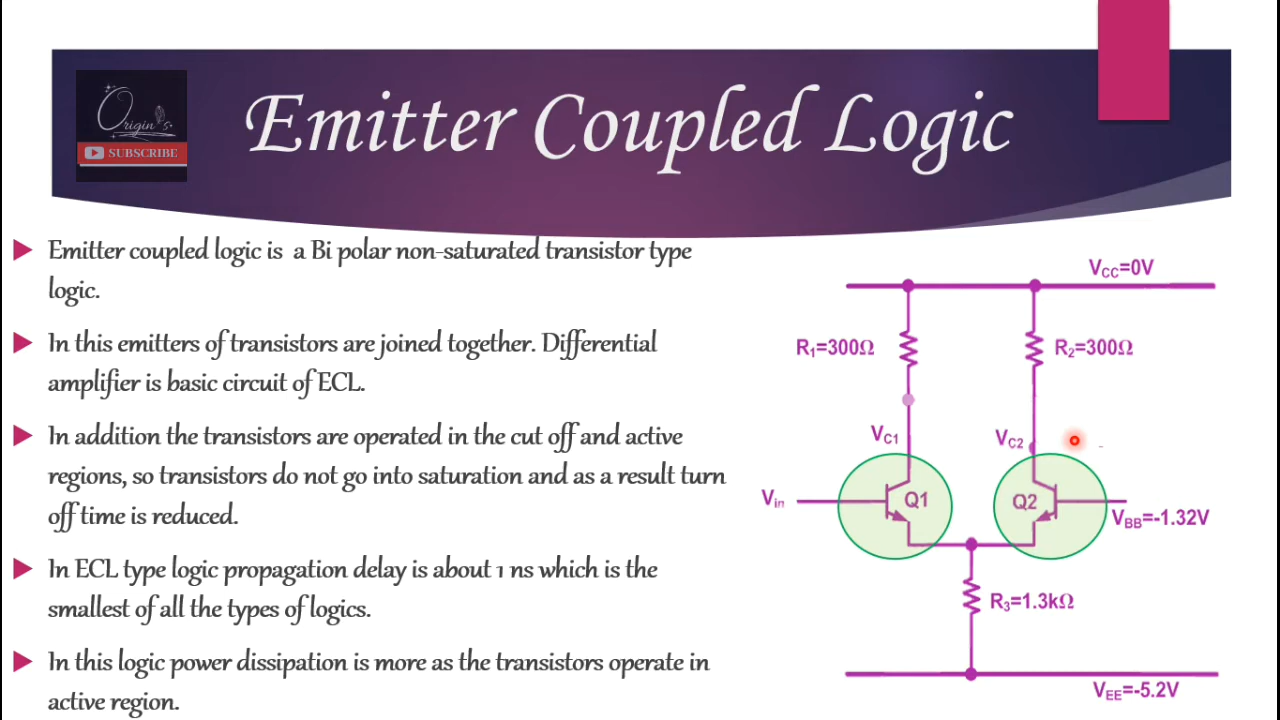 Origin's
SUBSCRIBE
Emitter Coupled Logic
Emitter coupled logic is a Bi polar non-saturated transistor type
logic.
In this emitters of transistors are joined together. Differential
amplifier is basic circuit of ECL.
In addition the transistors are operated in the cut off and active
regions, so transistors do not go into saturation and as a result turn
off time is reduced.
In ECL type logic propagation delay is about 1 ns which is the
smallest of all the types of logics.
In this logic power dissipation is more as the transistors operate in
active region.
VCC=0V
R1=300Ω
R2=300Ω
VC1
VC2
Vin
Q1
Q2
VBB=-1.32V
R3=1.3kΩ
VEE=-5.2V